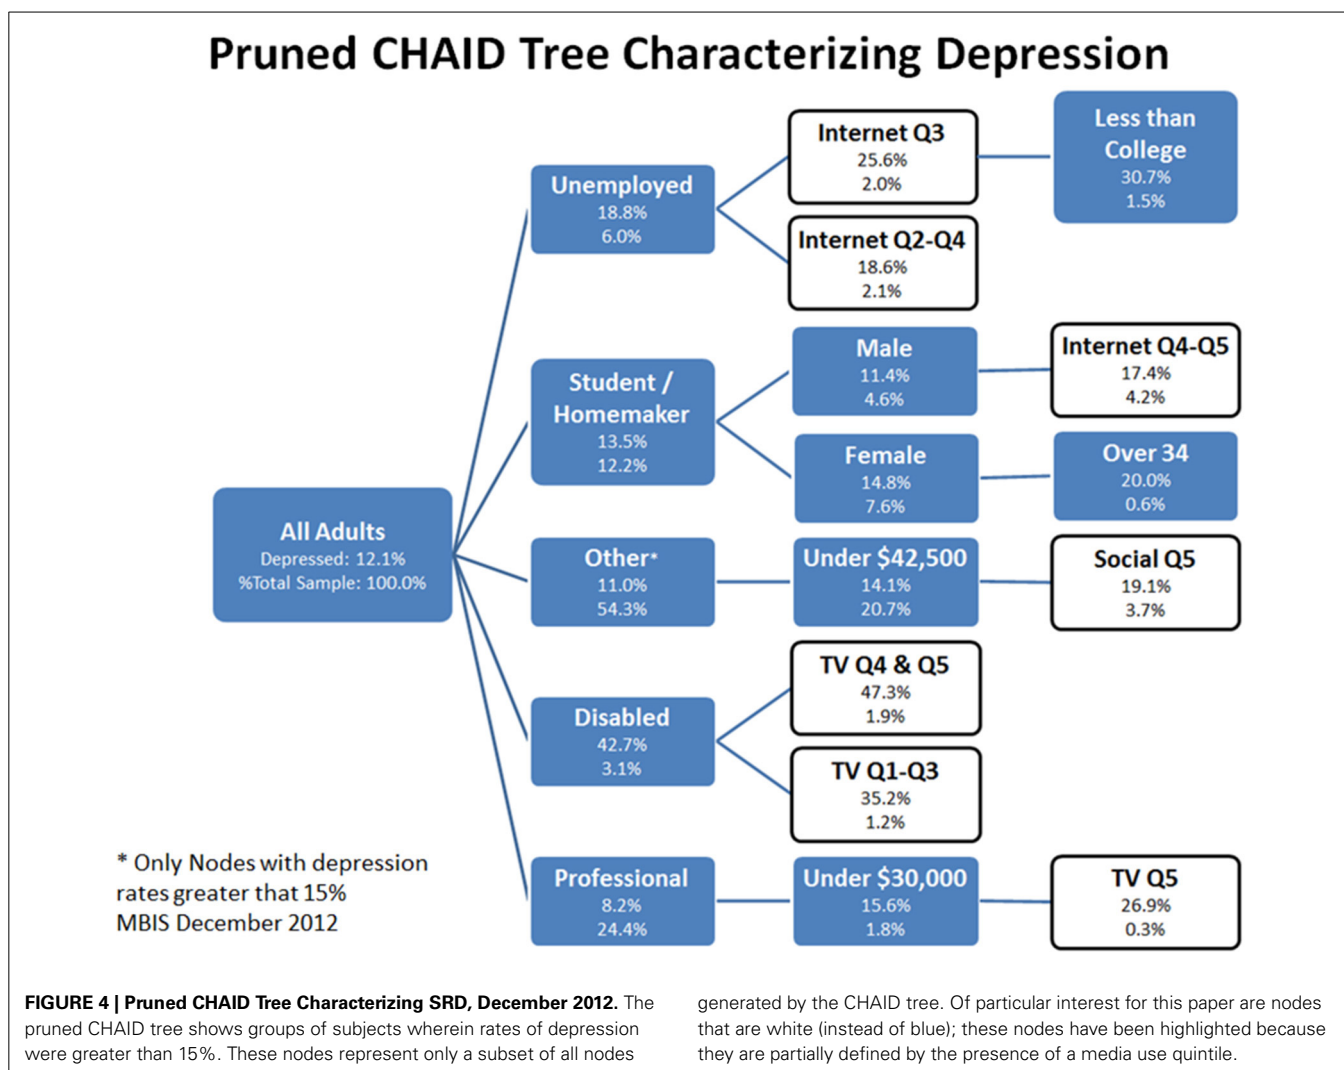 Pruned CHAID Tree Characterizing Depression
Unemployed
18.8%
6.0%
Internet Q3
25.6%
2.0%
Less than
College
30.7%
1.5%
Internet Q2-Q4
18.6%
2.1%
Student /
Homemaker
13.5%
12.2%
Male
11.4%
4.6%
Internet Q4-Q5
17.4%
4.2%
Female
14.8%
7.6%
Over 34
20.0%
0.6%
All Adults
Depressed: 12.1%
%Total Sample: 100.0%
Other*
11.0%
54.3%
Under $42,500
14.1%
20.7%
Social Q5
19.1%
3.7%
Disabled
42.7%
3.1%
TV Q4 & Q5
47.3%
1.9%
TV Q1-Q3
35.2%
1.2%
Professional
8.2%
24.4%
Under $30,000
15.6%
1.8%
TV Q5
26.9%
0.3%
* Only Nodes with depression
rates greater that 15%
MBIS December 2012
FIGURE 4 | Pruned CHAID Tree Characterizing SRD, December 2012. The
pruned CHAID tree shows groups of subjects wherein rates of depression
were greater than 15%. These nodes represent only a subset of all nodes
generated by the CHAID tree. Of particular interest for this paper are nodes
that are white (instead of blue); these nodes have been highlighted because
they are partially defined by the presence of a media use quintile.